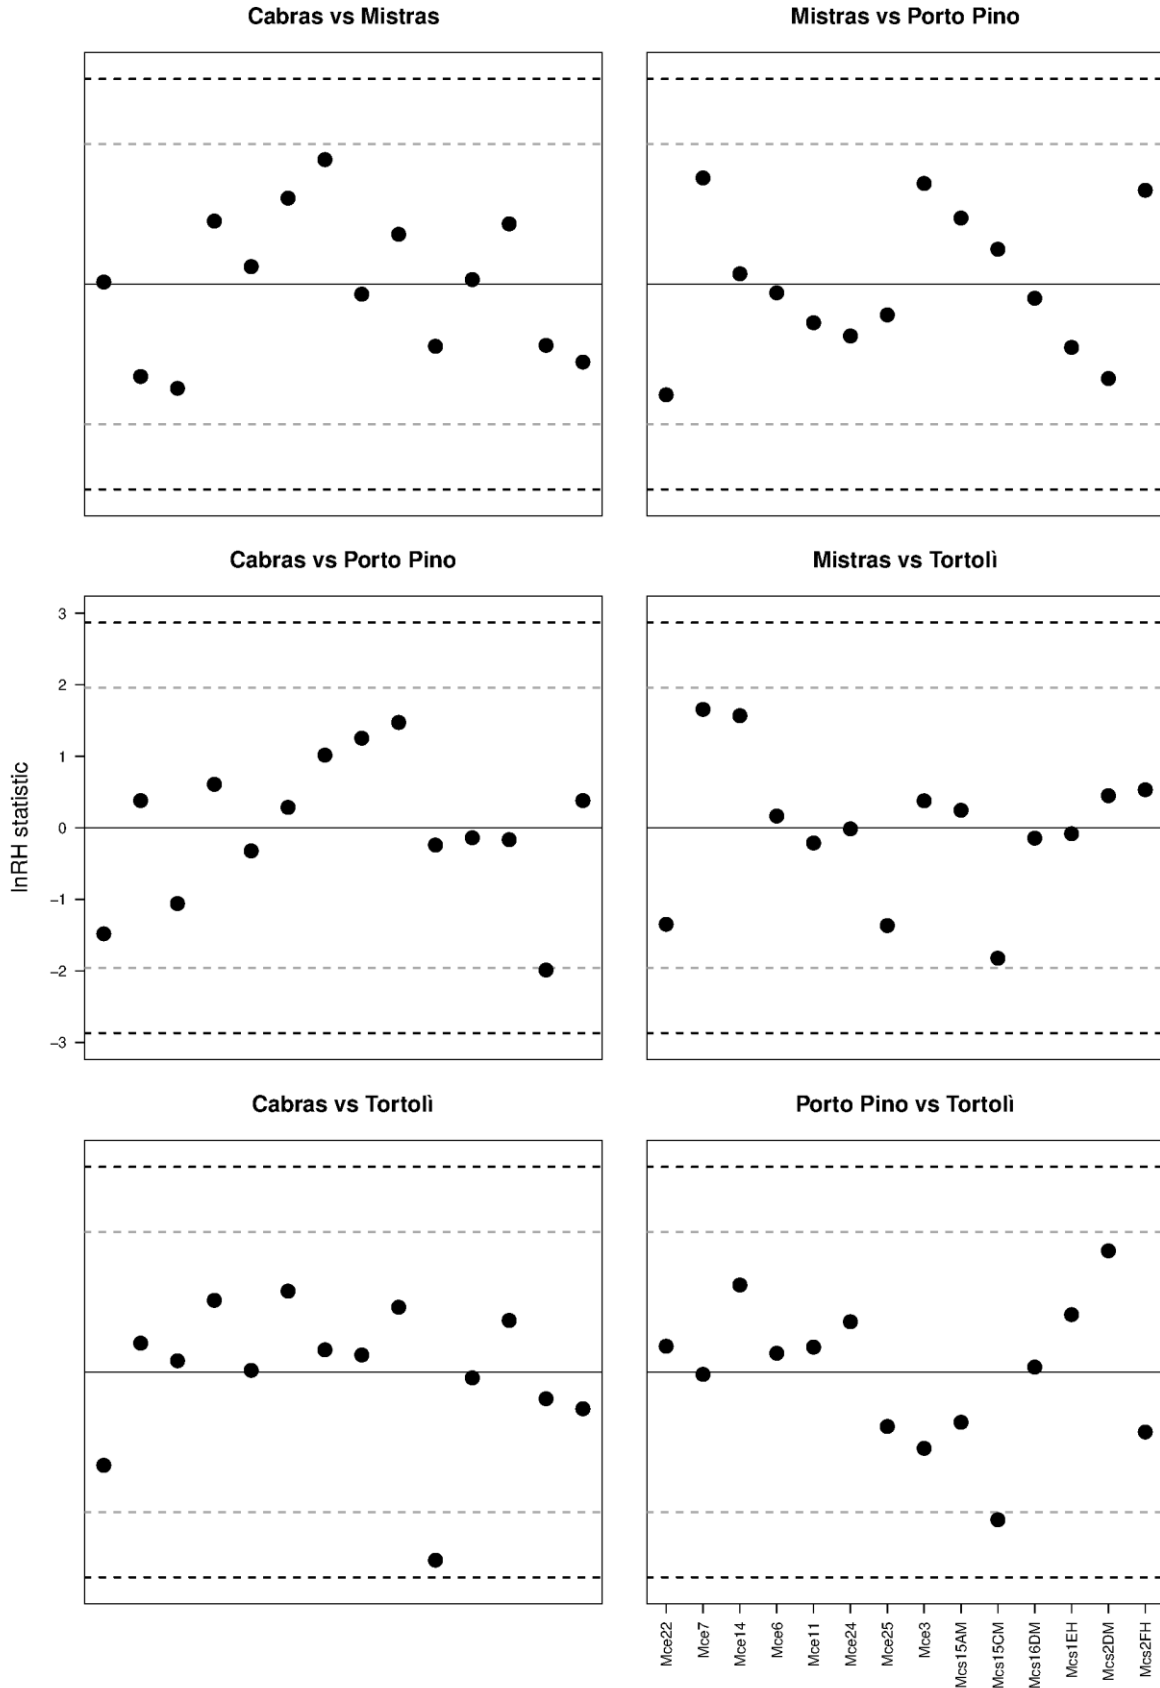 Cabras vs Mistras
Mistras vs Porto Pino
Cabras vs Porto Pino
Mistras vs Tortolì
lnRH statistic
3
2
1
0
−1
−2
−3
Cabras vs Tortolì
Porto Pino vs Tortolì
Mce22
Mce7
Mce14
Mce6
Mce11
Mce24
Mce25
Mce3
Mcs15AM
Mcs15CM
Mcs16DM
Mcs1EH
Mcs2DM
Mcs2FH